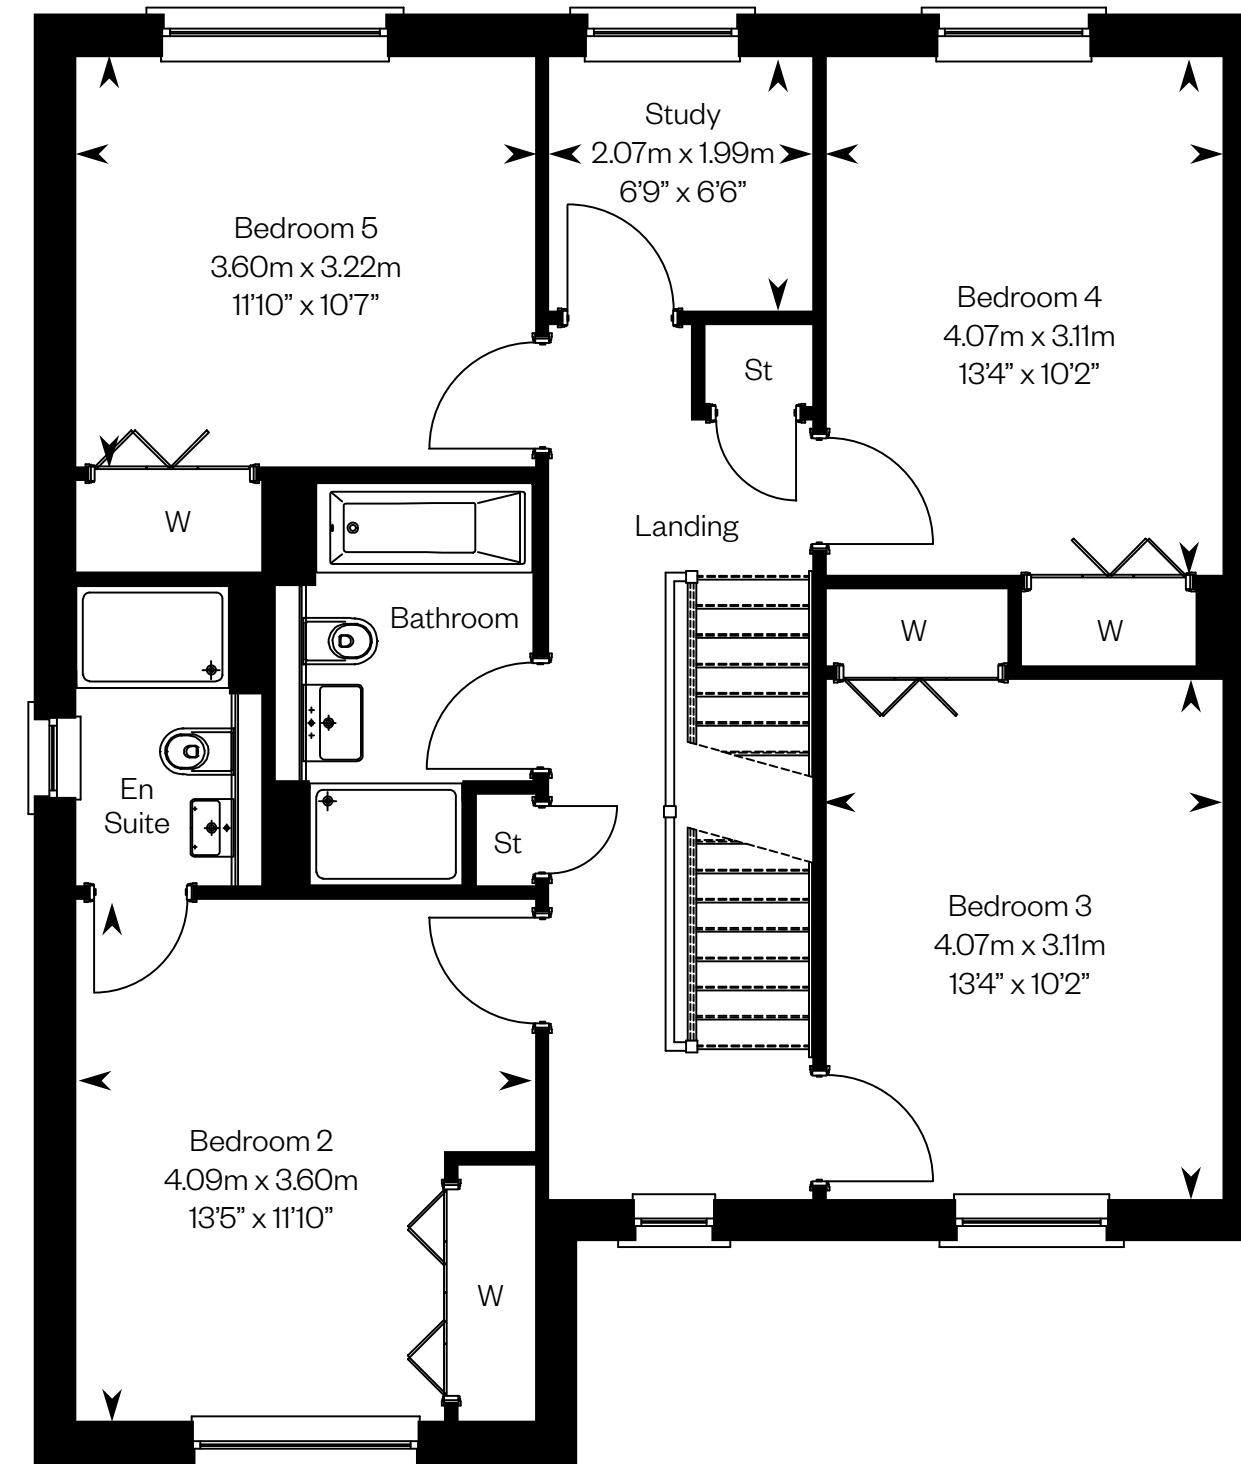 Study
2.07m x 1.99m
6'9” x 6'6”
Bedroom 5
3.60m x 3.22m
11'10” x 10'7”
Bedroom 4
4.07m x 3.11m
13'4” x 10'2”
St
W
Landing
Bathroom
W
W
En
Suite
St
Bedroom 3
4.07m x 3.11m
13'4” x 10'2”
Bedroom 2
4.09m x 3.60m
13'5” x 11'10”
W